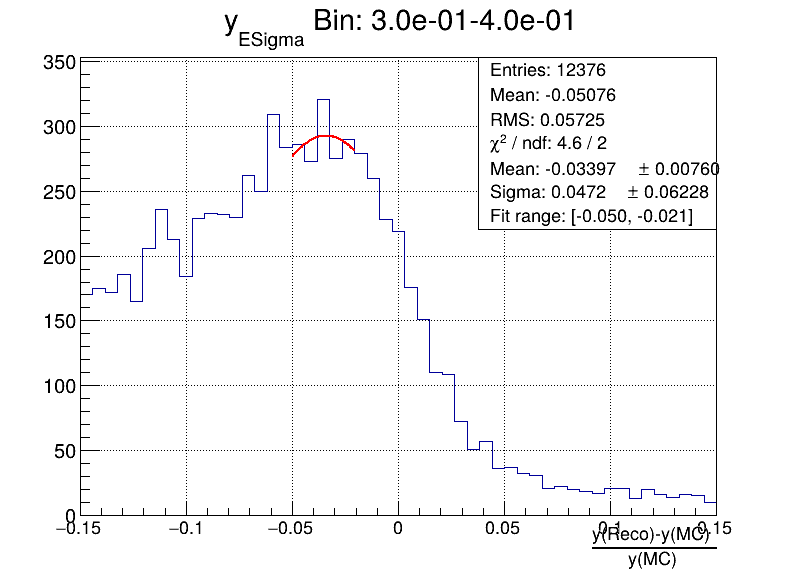 y_ESigma Bin: 3.0e-01-4.0e-01
Entries: 12376
Mean: -0.05076
RMS: 0.05725
χ² / ndf: 4.6 / 2
Mean: -0.03397 ± 0.00760
Sigma: 0.0472 ± 0.06228
Fit range: [-0.050, -0.021]
350
300
250
200
150
100
50
0
−0.15 −0.1 −0.05 0 0.05 0.1 0.15
y(Reco)-y(MC)
y(MC)